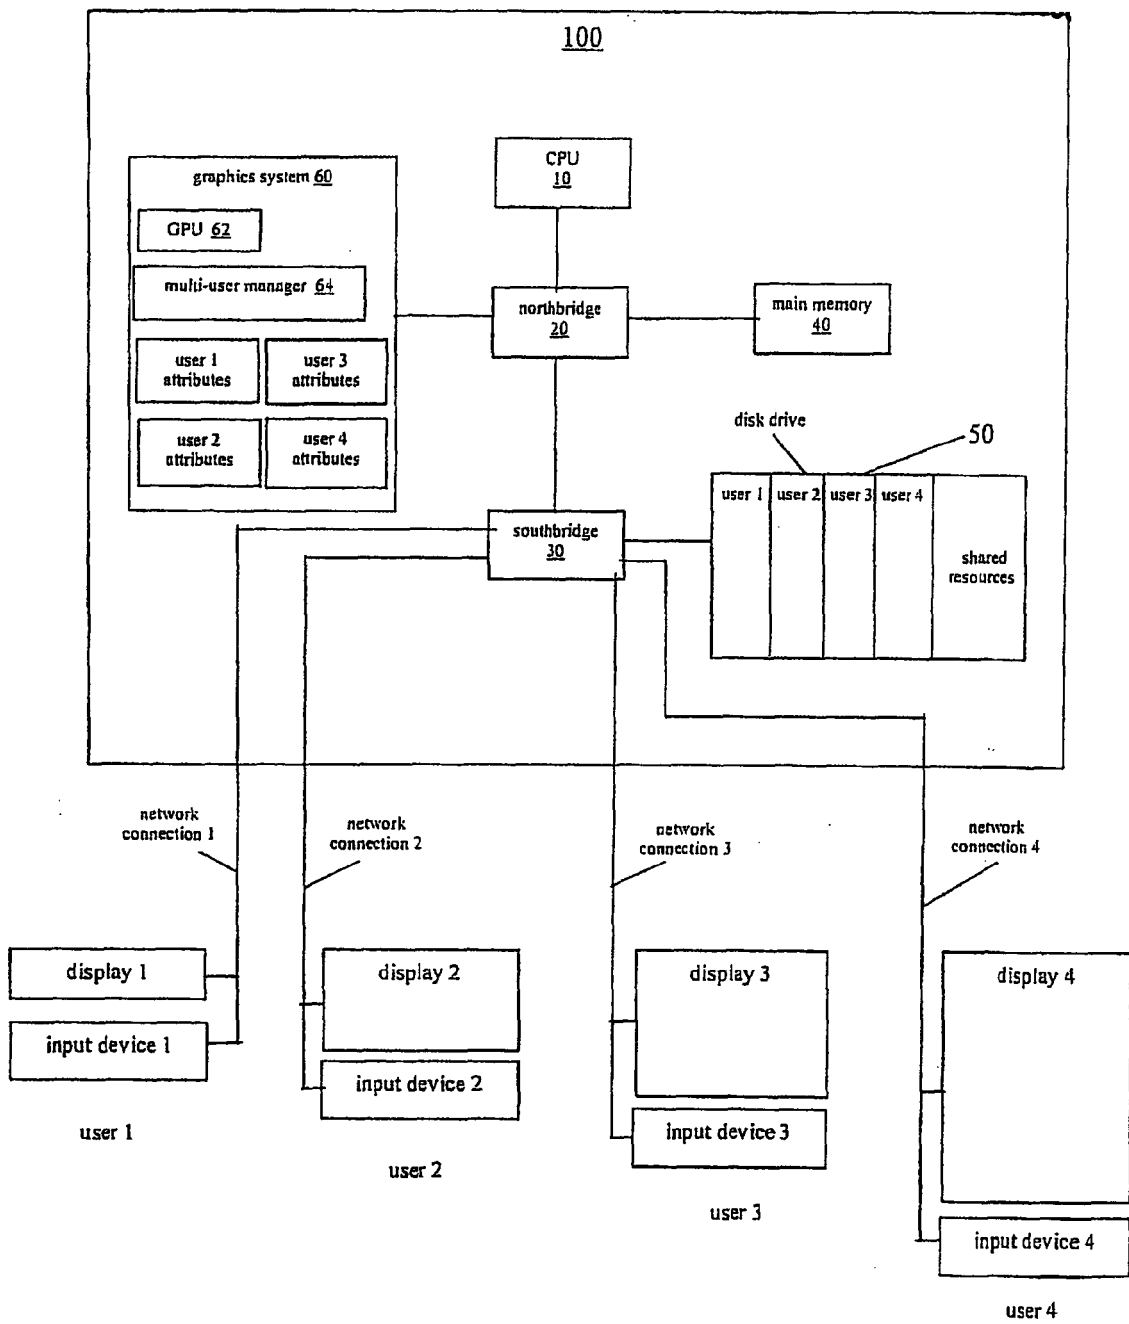 100
CPU
10
graphics system 60
GPU 62
multi-user manager 64
user 1
attributes
user 3
attributes
user 2
attributes
user 4
attributes
northbridge
20
main memory
40
disk drive
50
user 1
user 2
user 3
user 4
shared
resources
southbridge
30
network
connection 1
network
connection 2
network
connection 3
network
connection 4
display 1
input device 1
user 1
display 2
input device 2
user 2
display 3
input device 3
user 3
display 4
input device 4
user 4